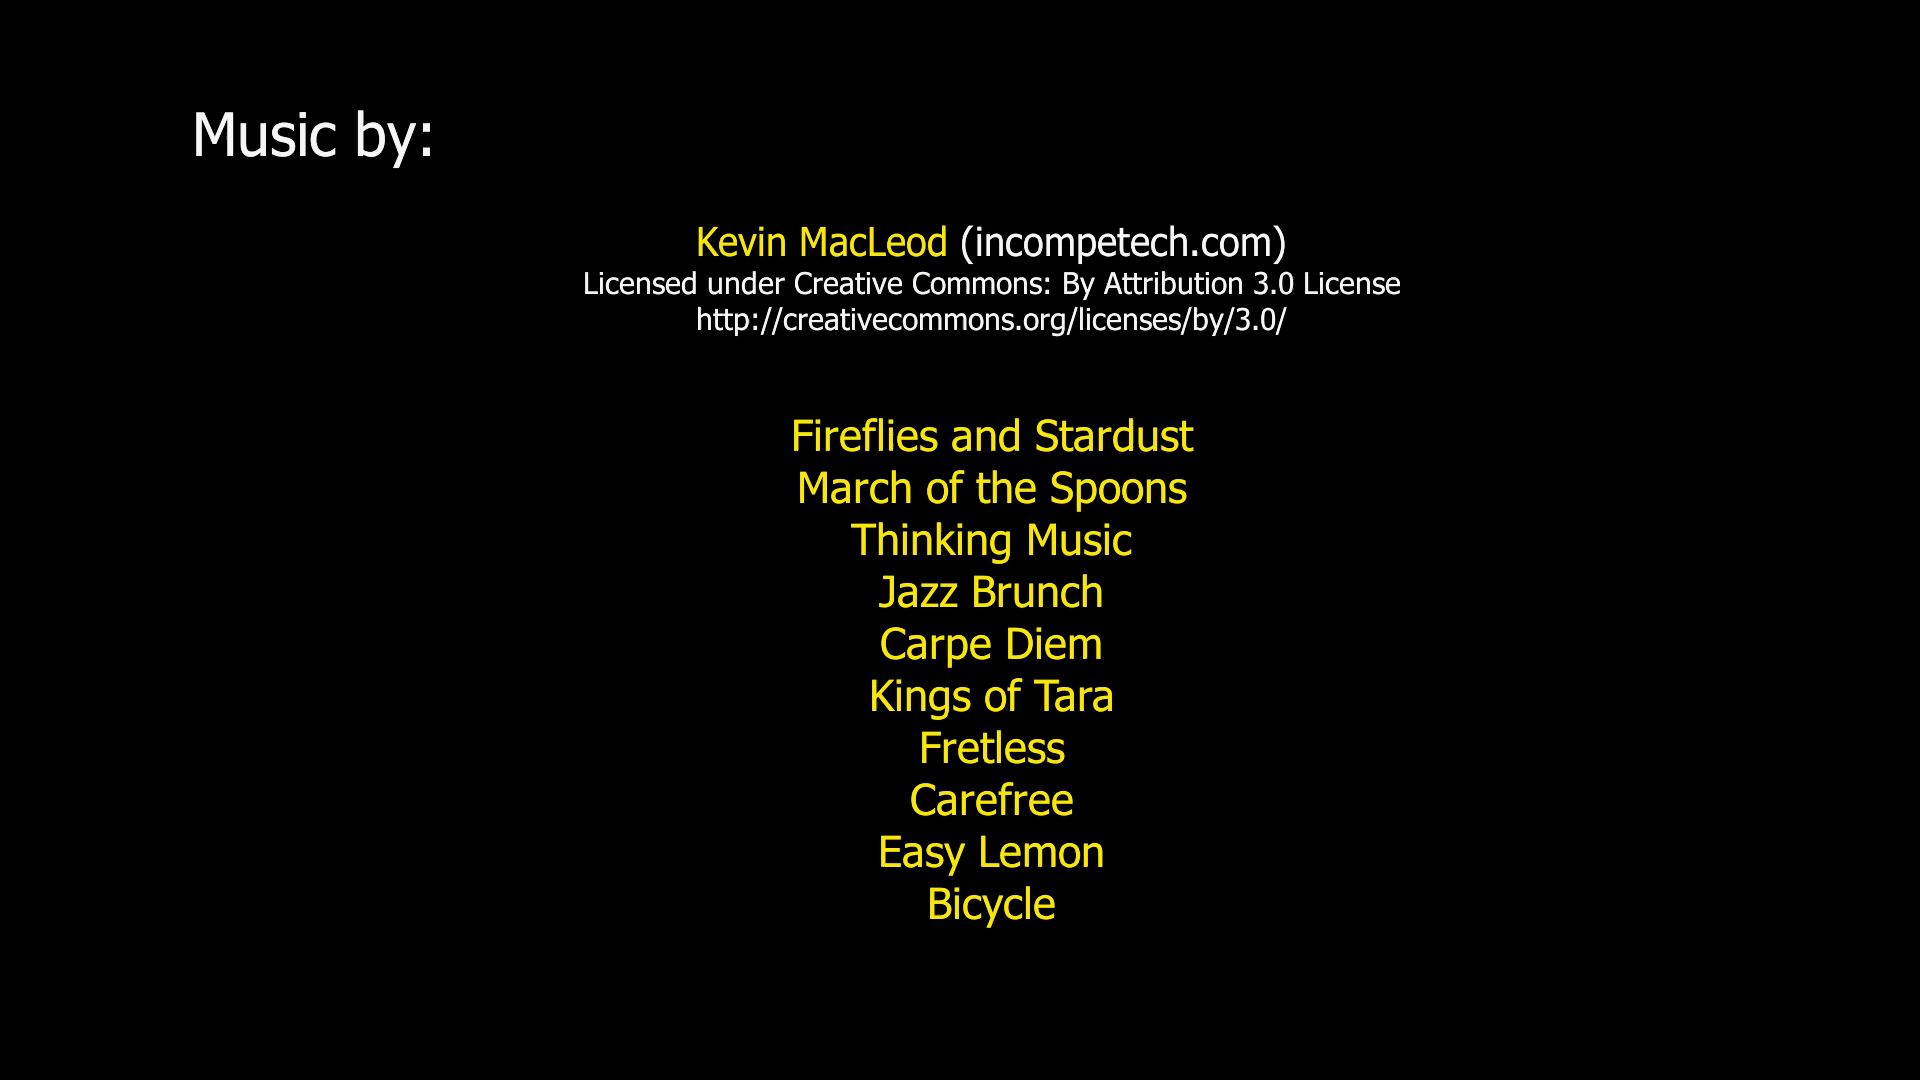 Music by:
Kevin MacLeod (incompetech.com)
Licensed under Creative Commons: By Attribution 3.0 License
http://creativecommons.org/licenses/by/3.0/
Fireflies and Stardust
March of the Spoons
Thinking Music
Jazz Brunch
Carpe Diem
Kings of Tara
Fretless
Carefree
Easy Lemon
Bicycle